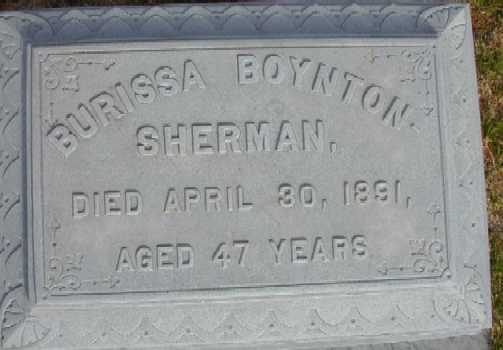 BURISSA BOYNTON
SHERMAN.
DIED APRIL 30, 1891,
AGED 47 YEARS